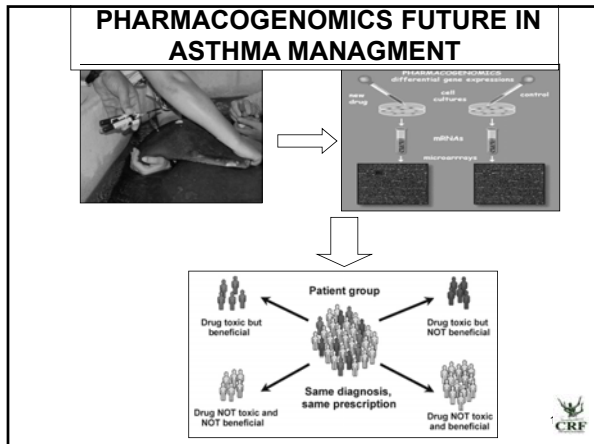 PHARMACOGENOMICS FUTURE IN
ASTHMA MANAGMENT
PHARMACOGENOMICS
differential gene expressions
new
drug
cell
cultures
control
mRNAs
microarrays
Patient group
Drug toxic but
beneficial
Drug toxic but
NOT beneficial
Same diagnosis,
same prescription
Drug NOT toxic and
NOT beneficial
Drug NOT toxic
and beneficial
CRF